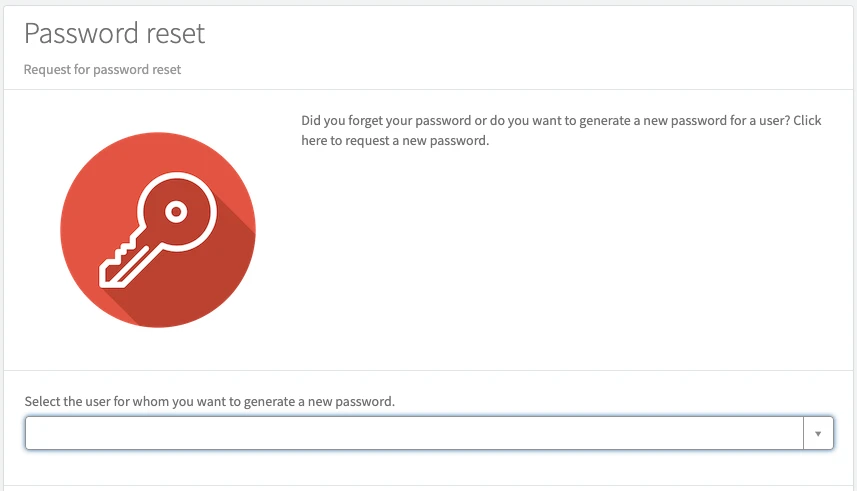 Password reset
Request for password reset
Did you forget your password or do you want to generate a new password for a user? Click
here to request a new password.
Select the user for whom you want to generate a new password.